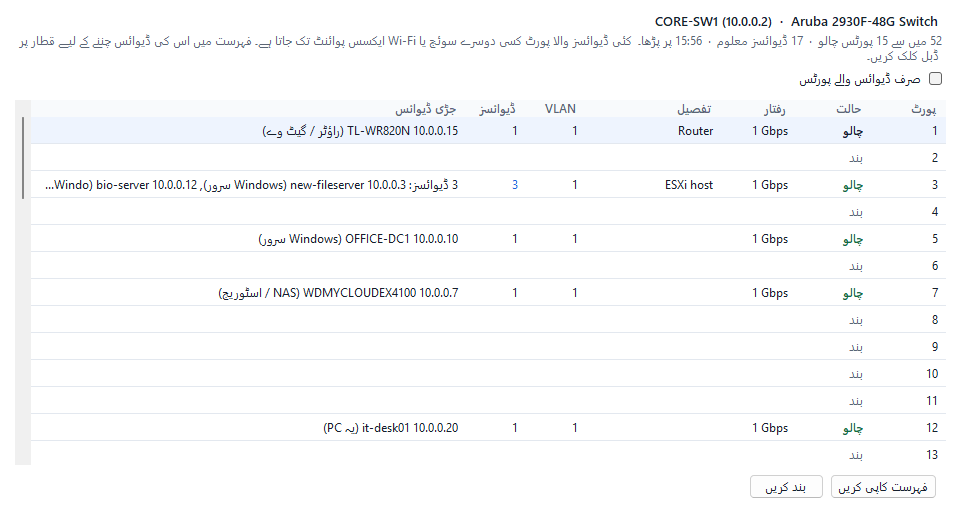 CORE-SW1 (10.0.0.2) · Aruba 2930F-48G Switch
52 میں سے 15 پورٹس چالو · 17 ڈیوائسز معلوم · 15:56 پر پڑھا۔ کئی ڈیوائسز والا پورٹ کسی دوسرے سوئچ یا Wi-Fi ایکسس پوائنٹ تک جاتا ہے۔ فہرست میں اس کی ڈیوائس چننے کے لیے قطار پر
ڈبل کلک کریں۔
صرف ڈیوائس والے پورٹس
پورٹ حالت رفتار تفصیل VLAN ڈیوائسز جڑی ڈیوائس
1 چالو 1 Gbps Router 1 1 TL-WR820N 10.0.0.15 (راؤٹر / گیٹ وے)
2 بند
3 چالو 1 Gbps ESXi host 1 3 3 ڈیوائسز: new-fileserver 10.0.0.3 (Windows سرور), bio-server 10.0.0.12 (Windo...
4 بند
5 چالو 1 Gbps 1 1 OFFICE-DC1 10.0.0.10 (Windows سرور)
6 بند
7 چالو 1 Gbps 1 1 WDMYCLOUDEX4100 10.0.0.7 (NAS / اسٹوریج)
8 بند
9 بند
10 بند
11 بند
12 چالو 1 Gbps 1 1 it-desk01 10.0.0.20 (یہ PC)
13 بند
فہرست کاپی کریں بند کریں